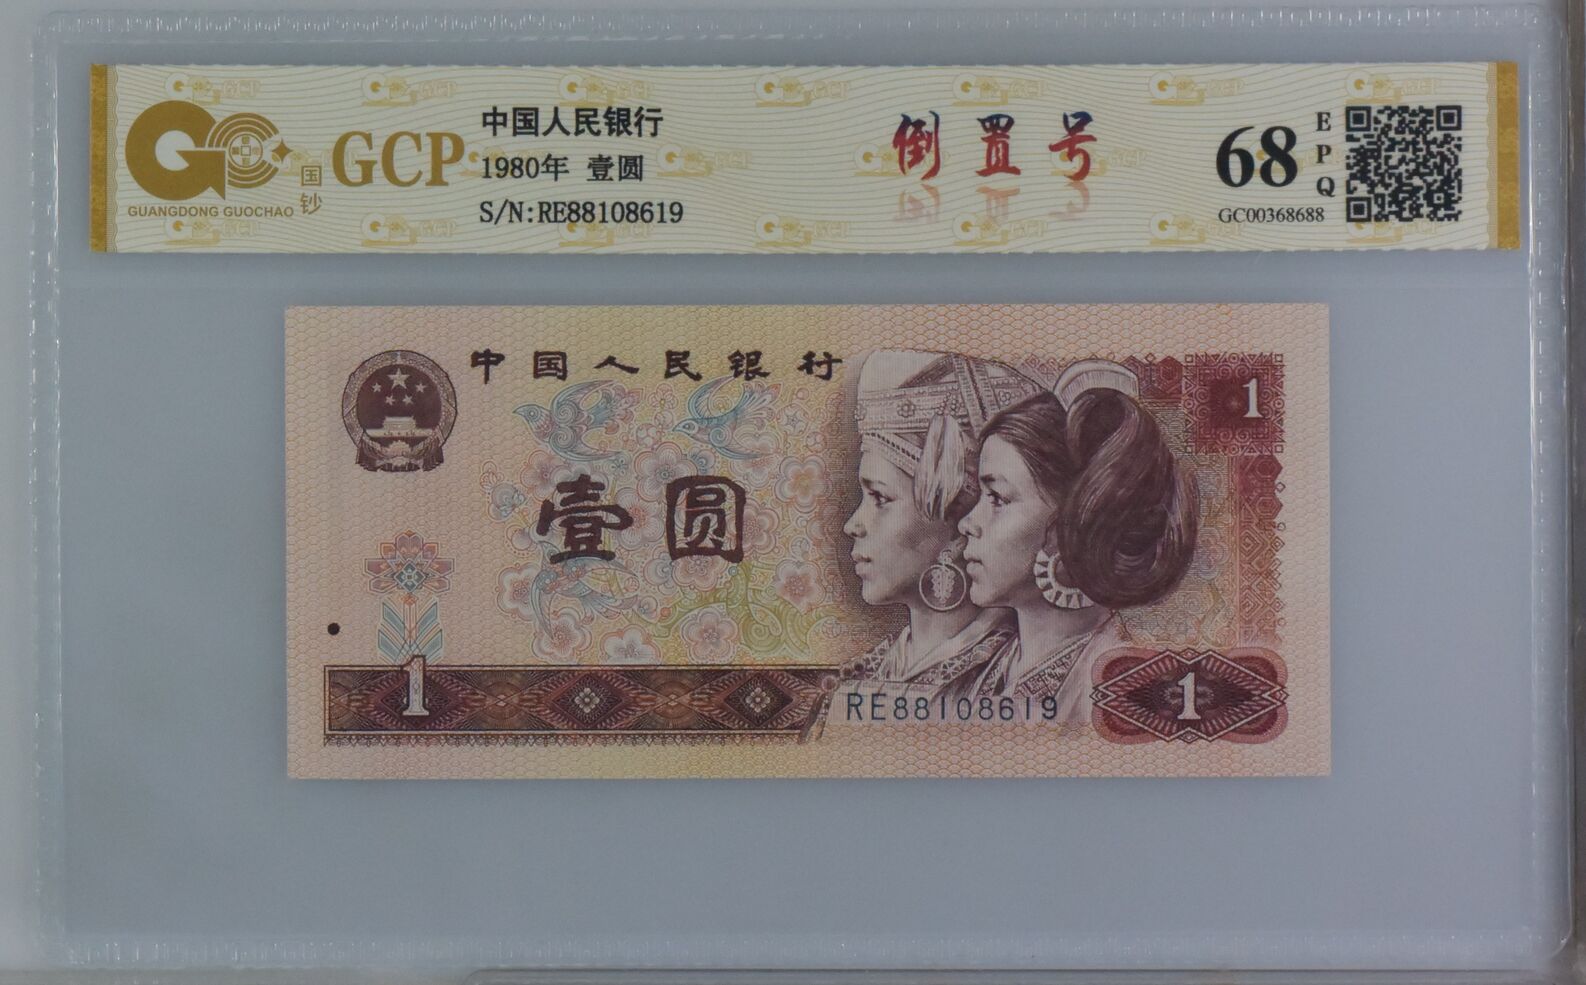 GCP
国钞
GUANGDONG GUOCHAO
中国人民银行
1980年 壹圆
S/N:RE88108619
倒置号
68
EPQ
GC00368688
中国人民银行
1
壹圆
1
RE88108619
1